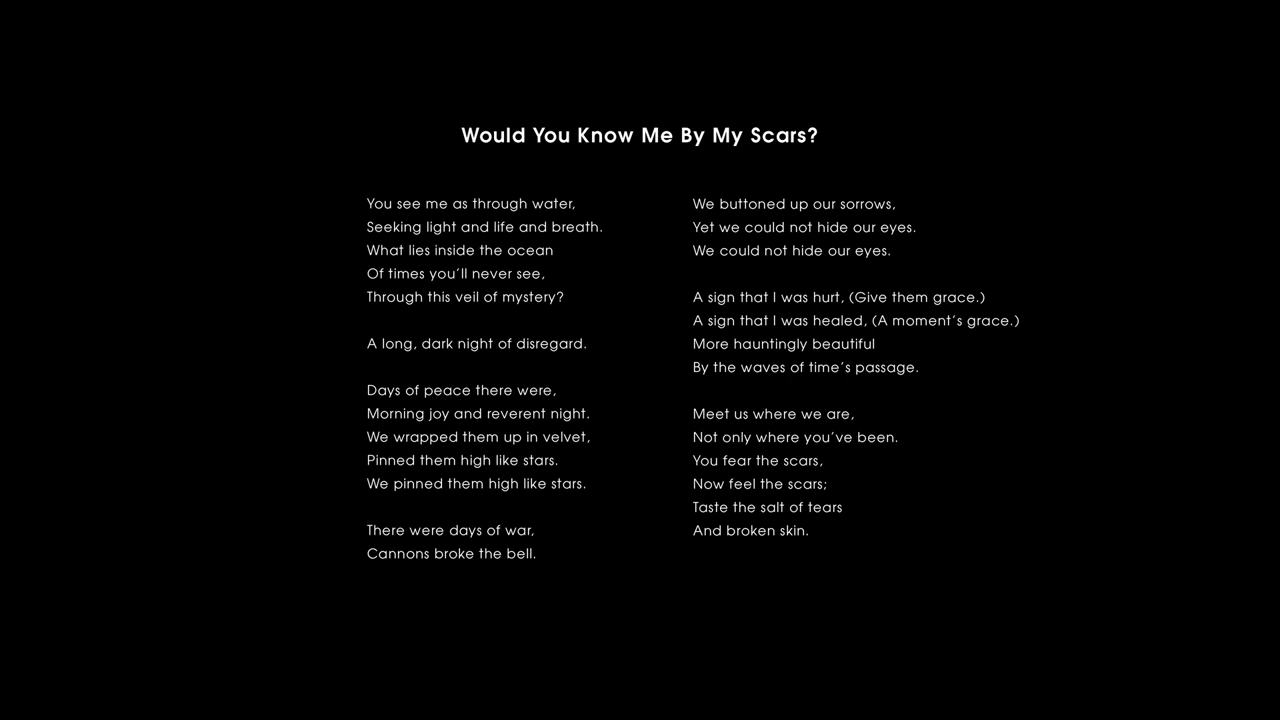 Would You Know Me By My Scars?
You see me as through water,
Seeking light and life and breath.
What lies inside the ocean
Of times you'll never see,
Through this veil of mystery?
A long, dark night of disregard.
Days of peace there were,
Morning joy and reverent night.
We wrapped them up in velvet,
Pinned them high like stars.
We pinned them high like stars.
There were days of war,
Cannons broke the bell.
We buttoned up our sorrows,
Yet we could not hide our eyes.
We could not hide our eyes.
A sign that I was hurt, (Give them grace.)
A sign that I was healed, (A moment's grace.)
More hauntingly beautiful
By the waves of time's passage.
Meet us where we are,
Not only where you've been.
You fear the scars,
Now feel the scars;
Taste the salt of tears
And broken skin.